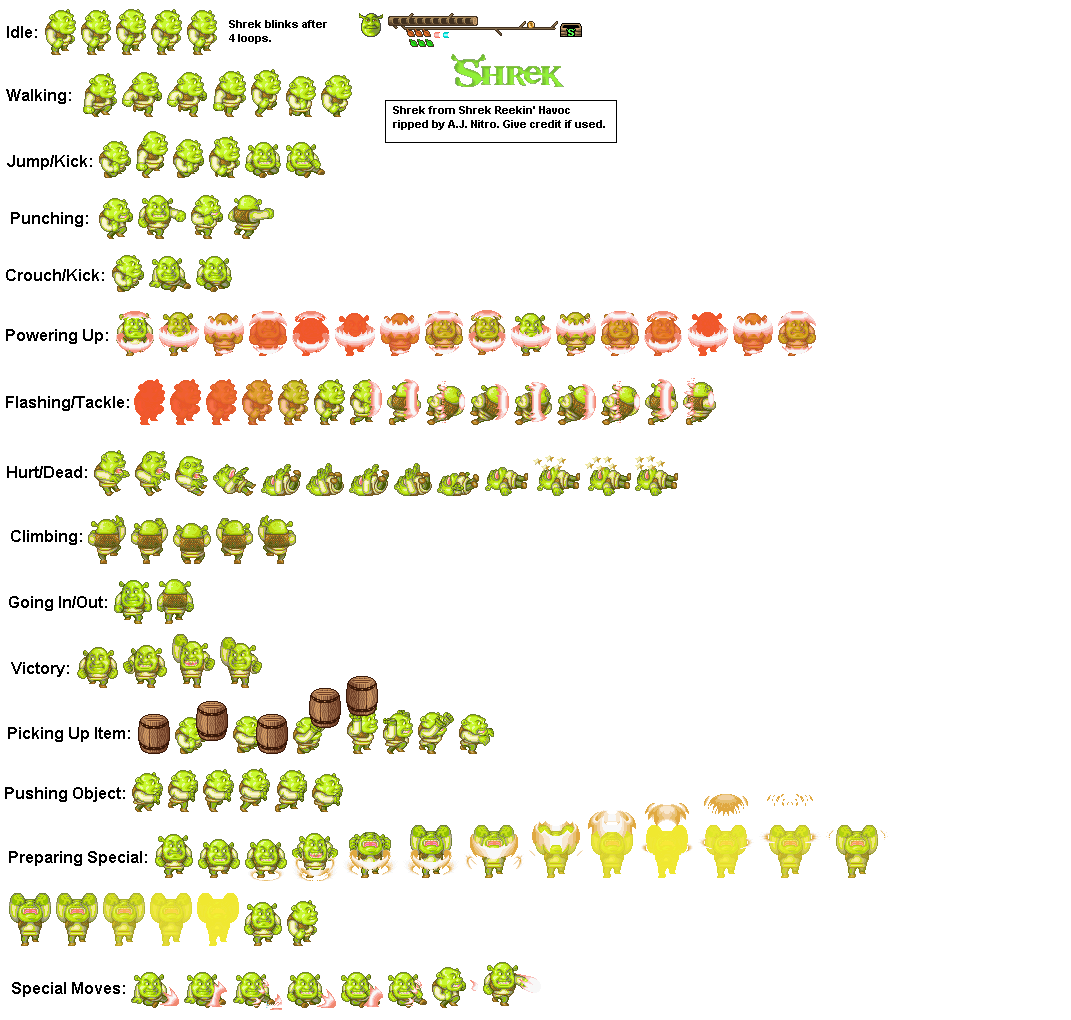 Idle:
Shrek blinks after
4 loops.
S
SHREK
Walking:
Shrek from Shrek Reekin' Havoc
ripped by A.J. Nitro. Give credit if used.
Jump/Kick:
Punching:
Crouch/Kick:
Powering Up:
Flashing/Tackle:
Hurt/Dead:
Climbing:
Going In/Out:
Victory:
Picking Up Item:
Pushing Object:
Preparing Special:
Special Moves: